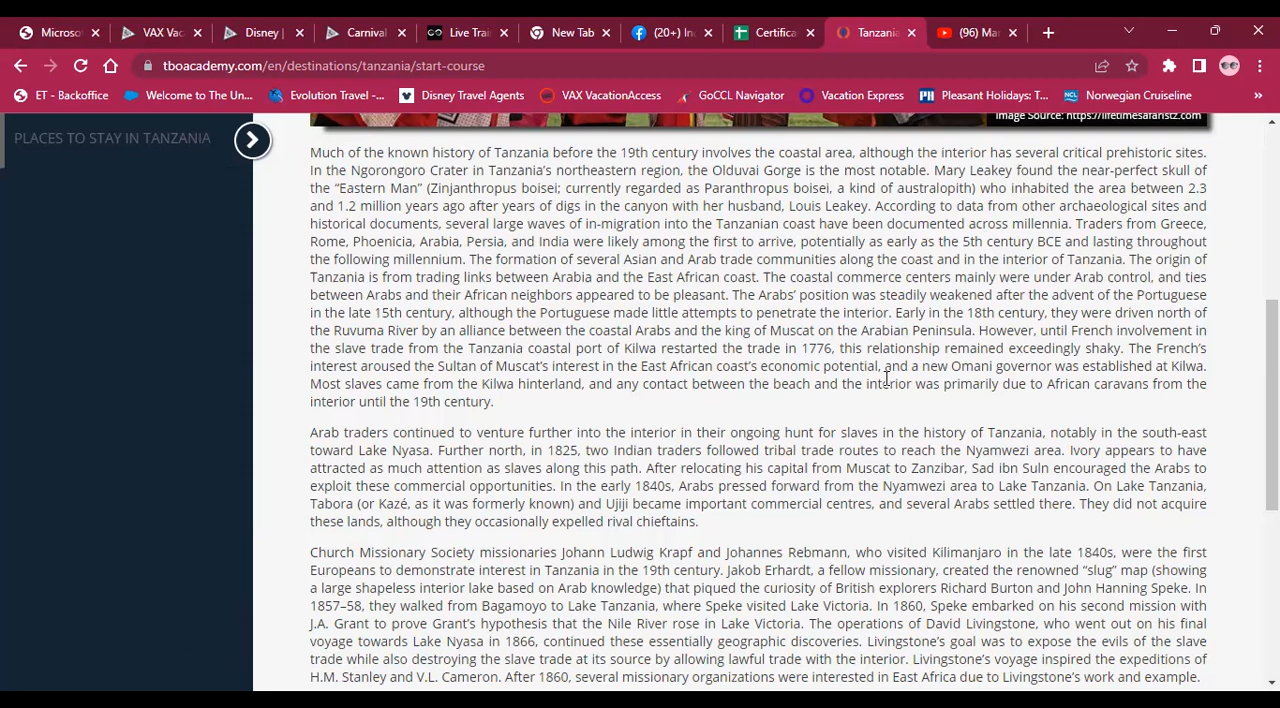 Microso
VAX Vac
Disney |
Carnival
Live Trai
New Tab
(20+) In
Certifica
Tanzania
(96) Ma
tboacademy.com/en/destinations/tanzania/start-course
ET - Backoffice
Welcome to The Un...
Evolution Travel -...
Disney Travel Agents
VAX VacationAccess
GoCCL Navigator
Vacation Express
Pleasant Holidays: T...
Norwegian Cruiseline
»
PLACES TO STAY IN TANZANIA
Image Source: https://lifetimesafaristz.com
Much of the known history of Tanzania before the 19th century involves the coastal area, although the interior has several critical prehistoric sites.
In the Ngorongoro Crater in Tanzania's northeastern region, the Olduvai Gorge is the most notable. Mary Leakey found the near-perfect skull of
the “Eastern Man” (Zinjanthropus boisei; currently regarded as Paranthropus boisei, a kind of australopith) who inhabited the area between 2.3
and 1.2 million years ago after years of digs in the canyon with her husband, Louis Leakey. According to data from other archaeological sites and
historical documents, several large waves of in-migration into the Tanzanian coast have been documented across millennia. Traders from Greece,
Rome, Phoenicia, Arabia, Persia, and India were likely among the first to arrive, potentially as early as the 5th century BCE and lasting throughout
the following millennium. The formation of several Asian and Arab trade communities along the coast and in the interior of Tanzania. The origin of
Tanzania is from trading links between Arabia and the East African coast. The coastal commerce centers mainly were under Arab control, and ties
between Arabs and their African neighbors appeared to be pleasant. The Arabs’ position was steadily weakened after the advent of the Portuguese
in the late 15th century, although the Portuguese made little attempts to penetrate the interior. Early in the 18th century, they were driven north of
the Ruvuma River by an alliance between the coastal Arabs and the king of Muscat on the Arabian Peninsula. However, until French involvement in
the slave trade from the Tanzania coastal port of Kilwa restarted the trade in 1776, this relationship remained exceedingly shaky. The French’s
interest aroused the Sultan of Muscat’s interest in the East African coast’s economic potential, and a new Omani governor was established at Kilwa.
Most slaves came from the Kilwa hinterland, and any contact between the beach and the interior was primarily due to African caravans from the
interior until the 19th century.
Arab traders continued to venture further into the interior in their ongoing hunt for slaves in the history of Tanzania, notably in the south-east
toward Lake Nyasa. Further north, in 1825, two Indian traders followed tribal trade routes to reach the Nyamwezi area. Ivory appears to have
attracted as much attention as slaves along this path. After relocating his capital from Muscat to Zanzibar, Sad ibn Suln encouraged the Arabs to
exploit these commercial opportunities. In the early 1840s, Arabs pressed forward from the Nyamwezi area to Lake Tanzania. On Lake Tanzania,
Tabora (or Kazé, as it was formerly known) and Ujiji became important commercial centres, and several Arabs settled there. They did not acquire
these lands, although they occasionally expelled rival chieftains.
Church Missionary Society missionaries Johann Ludwig Krapf and Johannes Rebmann, who visited Kilimanjaro in the late 1840s, were the first
Europeans to demonstrate interest in Tanzania in the 19th century. Jakob Erhardt, a fellow missionary, created the renowned “slug” map (showing
a large shapeless interior lake based on Arab knowledge) that piqued the curiosity of British explorers Richard Burton and John Hanning Speke. In
1857–58, they walked from Bagamoyo to Lake Tanzania, where Speke visited Lake Victoria. In 1860, Speke embarked on his second mission with
J.A. Grant to prove Grant’s hypothesis that the Nile River rose in Lake Victoria. The operations of David Livingstone, who went out on his final
voyage towards Lake Nyasa in 1866, continued these essentially geographic discoveries. Livingstone’s goal was to expose the evils of the slave
trade while also destroying the slave trade at its source by allowing lawful trade with the interior. Livingstone’s voyage inspired the expeditions of
H.M. Stanley and V.L. Cameron. After 1860, several missionary organizations were interested in East Africa due to Livingstone’s work and example.